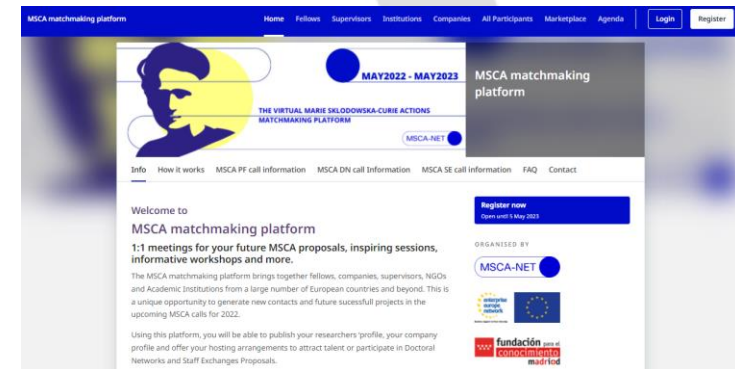 MSCA matchmaking platform
Home Fellows Supervisors Institutions Companies All Participants Marketplace Agenda Login Register
MAY2022 - MAY2023
THE VIRTUAL MARIE SKLODOWSKA-CURIE ACTIONS
MATCHMAKING PLATFORM
MSCA-NET
MSCA matchmaking
platform
Info How it works MSCA PF call information MSCA DN call Information MSCA SE call information FAQ Contact
Welcome to
MSCA matchmaking platform
1:1 meetings for your future MSCA proposals, inspiring sessions,
informative workshops and more.
The MSCA matchmaking platform brings together fellows, companies, supervisors, NGOs
and Academic Institutions from a large number of European countries and beyond. This is
a unique opportunity to generate new contacts and future sucessfull projects in the
upcoming MSCA calls for 2022.
Using this platform, you will be able to publish your researchers 'profile, your company
profile and offer your hosting arrangements to attract talent or participate in Doctoral
Networks and Staff Exchanges Proposals.
Register now
Open until 5 May 2023
ORGANISED BY
MSCA-NET
enterprise
europe
network
fundación para el
conocimiento
madrid